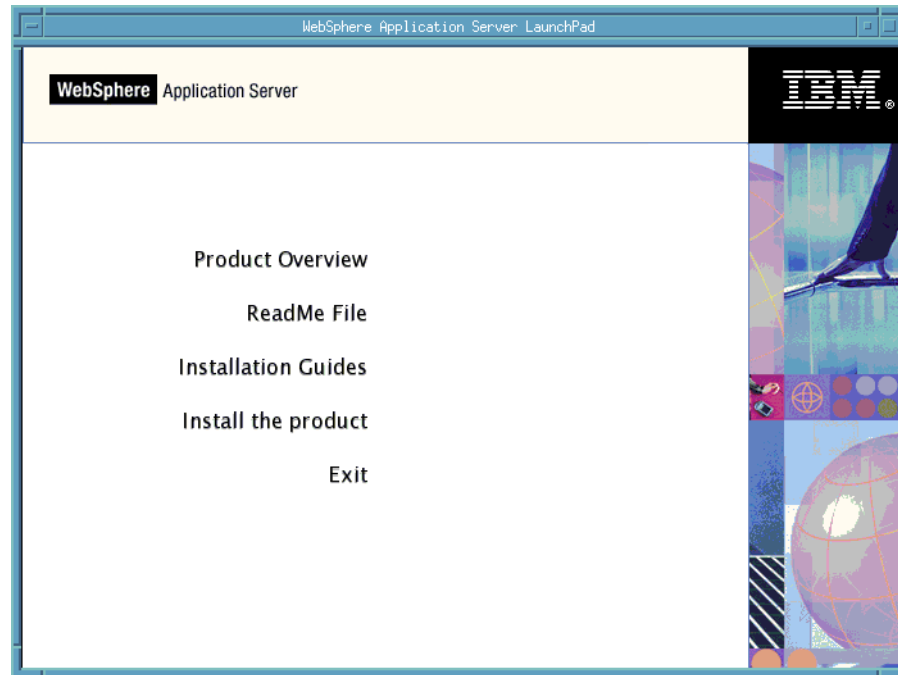 WebSphere Application Server LaunchPad
WebSphere Application Server
IBM®
Product Overview
ReadMe File
Installation Guides
Install the product
Exit